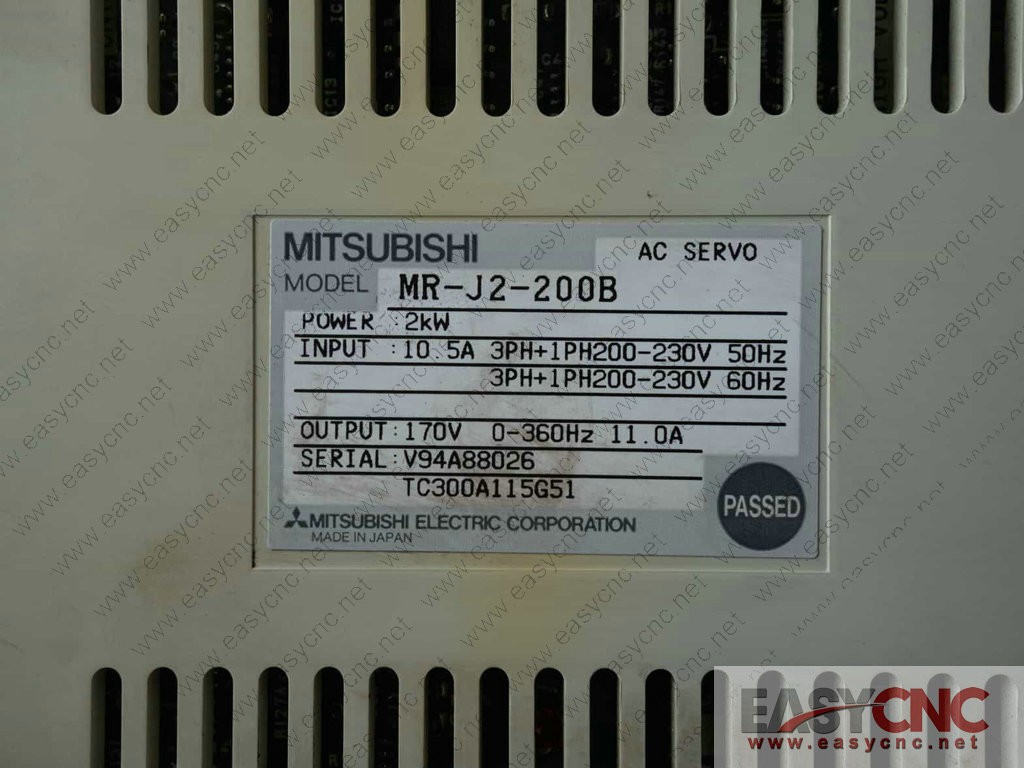 MITSUBISHI
AC SERVO
MODEL MR-J2-200B
POWER :2kW
INPUT :10.5A 3PH+1PH200-230V 50Hz
3PH+1PH200-230V 60Hz
OUTPUT:170V 0-360Hz 11.0A
SERIAL:V94A88026
TC300A115G51
PASSED
MITSUBISHI ELECTRIC CORPORATION
MADE IN JAPAN
EASYCNC
www.easycnc.net